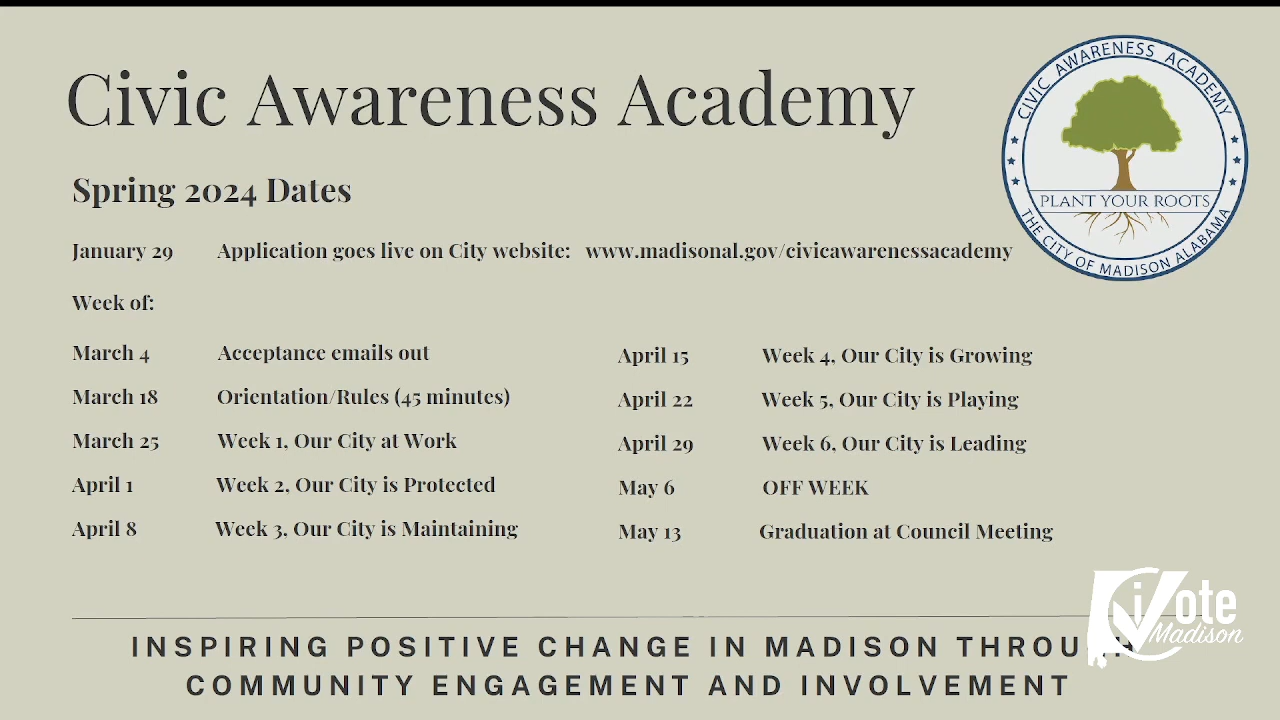 Civic Awareness Academy
CIVIC AWARENESS ACADEMY
PLANT YOUR ROOTS
THE CITY OF MADISON ALABAMA
Spring 2024 Dates
January 29 Application goes live on City website: www.madisonal.gov/civicawarenessacademy
Week of:
March 4 Acceptance emails out
March 18 Orientation/Rules (45 minutes)
March 25 Week 1, Our City at Work
April 1 Week 2, Our City is Protected
April 8 Week 3, Our City is Maintaining
April 15 Week 4, Our City is Growing
April 22 Week 5, Our City is Playing
April 29 Week 6, Our City is Leading
May 6 OFF WEEK
May 13 Graduation at Council Meeting
INSPIRING POSITIVE CHANGE IN MADISON THROUGH
COMMUNITY ENGAGEMENT AND INVOLVEMENT
iVote
Madison